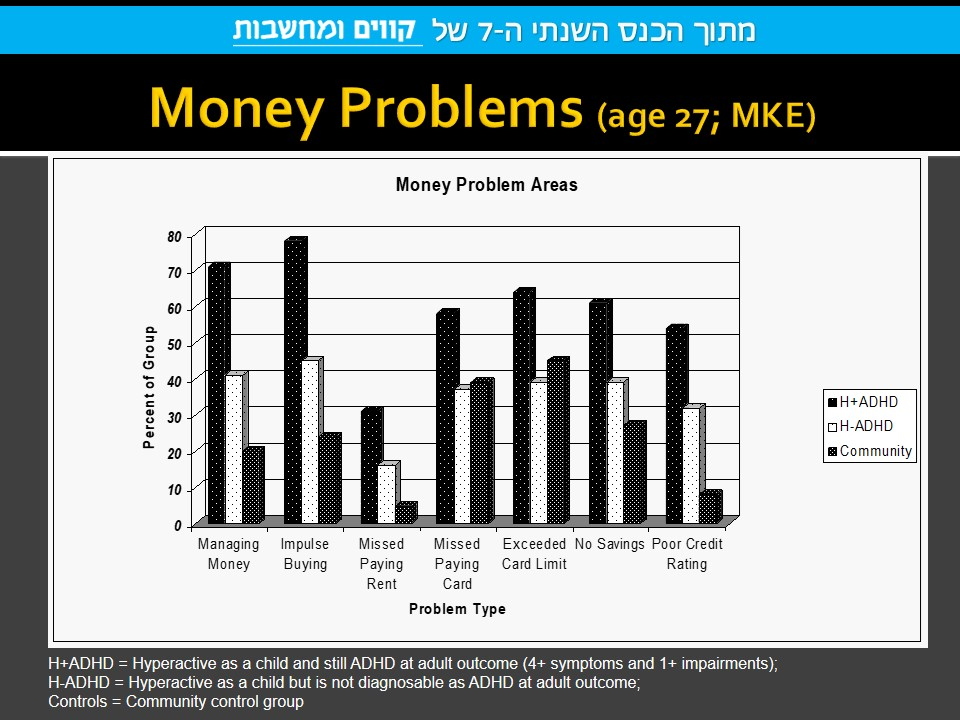 מתוך הכנס השנתי ה-7 של קווים ומחשבות
Money Problems (age 27; MKE)
Money Problem Areas
80
70
60
50
40
30
20
10
0
Percent of Group
Managing Money
Impulse Buying
Missed Paying Rent
Missed Paying Card
Exceeded Card Limit
No Savings
Poor Credit Rating
Problem Type
H+ADHD
H-ADHD
Community
H+ADHD = Hyperactive as a child and still ADHD at adult outcome (4+ symptoms and 1+ impairments);
H-ADHD = Hyperactive as a child but is not diagnosable as ADHD at adult outcome;
Controls = Community control group